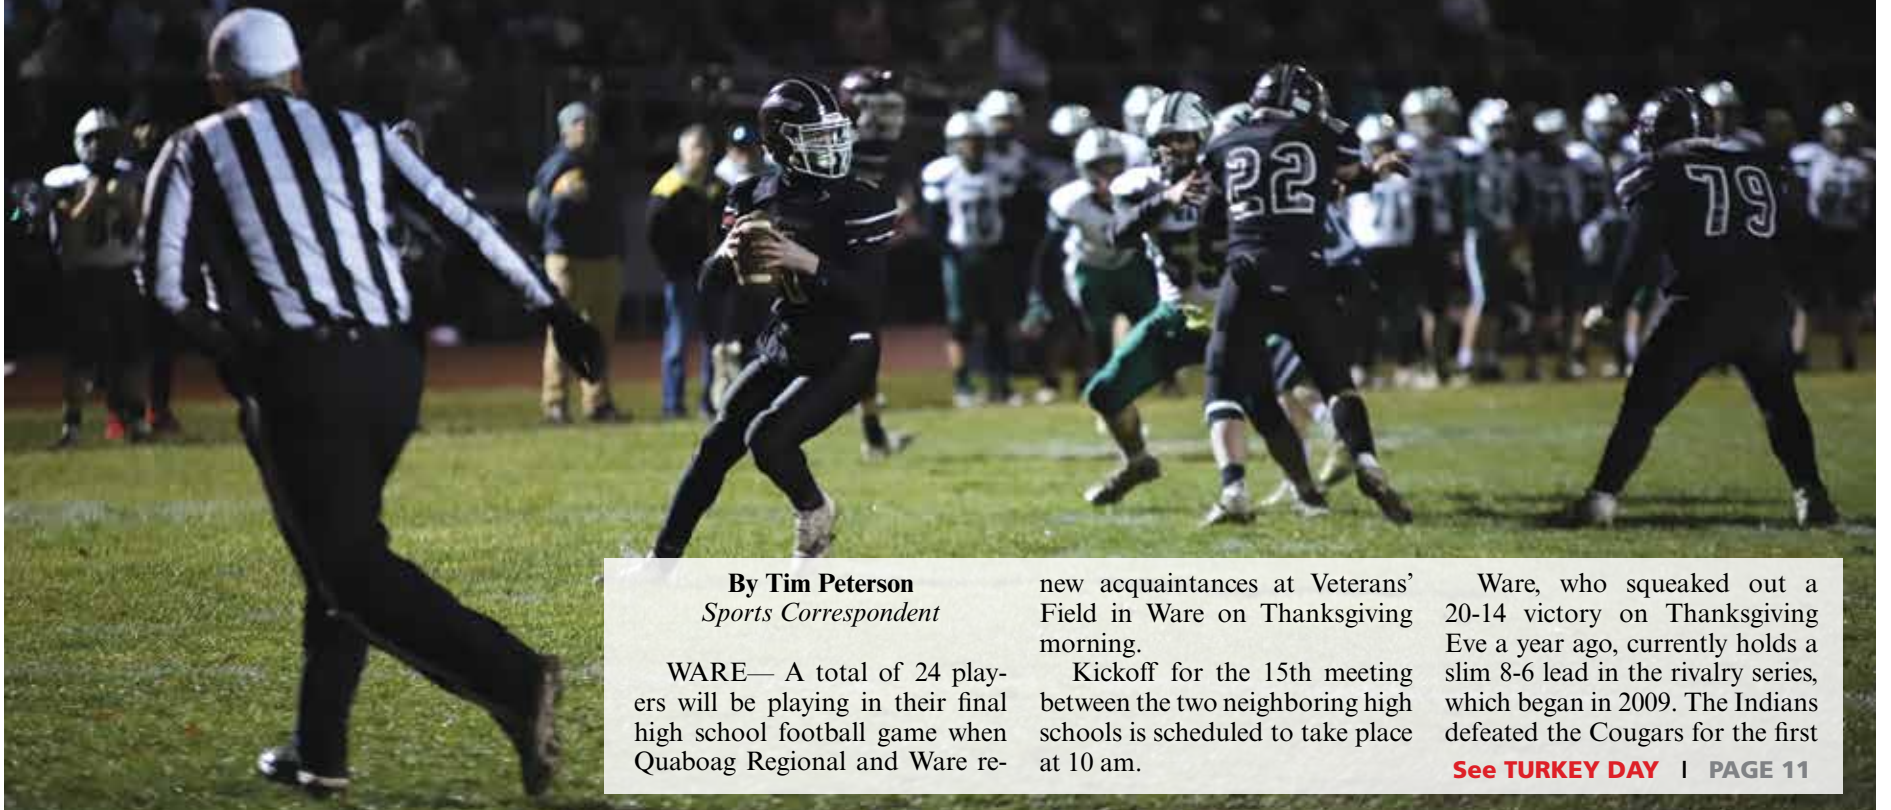 22
79
By Tim Peterson
Sports Correspondent
WARE— A total of 24 play-
ers will be playing in their final
high school football game when
Quaboag Regional and Ware re-
new acquaintances at Veterans’
Field in Ware on Thanksgiving
morning.
Kickoff for the 15th meeting
between the two neighboring high
schools is scheduled to take place
at 10 am.
Ware, who squeaked out a
20-14 victory on Thanksgiving
Eve a year ago, currently holds a
slim 8-6 lead in the rivalry series,
which began in 2009. The Indians
defeated the Cougars for the first
See TURKEY DAY | PAGE 11